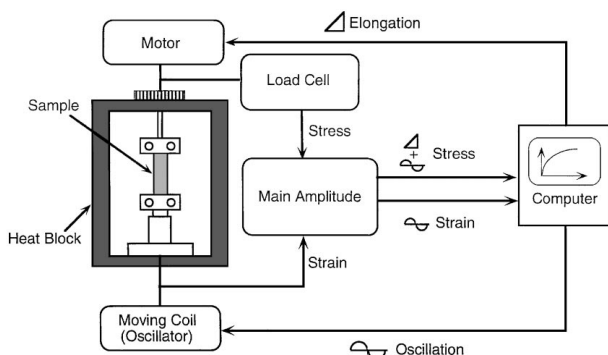 Elongation
Motor
Load Cell
Sample
Stress
+
Stress
Main Amplitude
Computer
Strain
Heat Block
Strain
Moving Coil
(Oscillator)
Oscillation